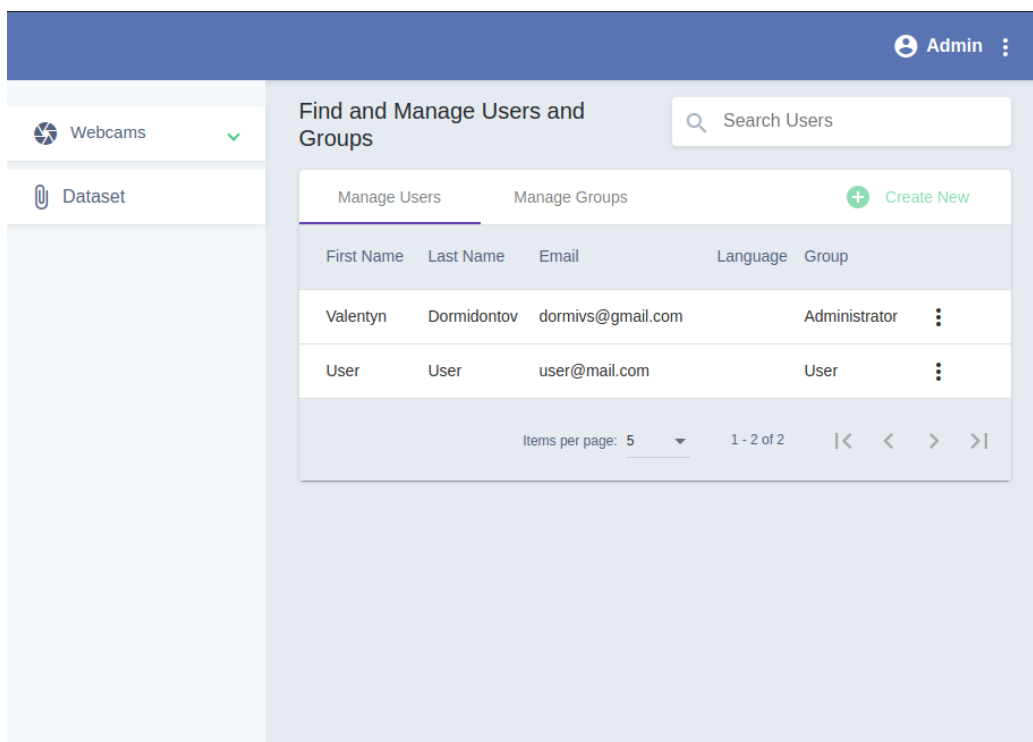 Admin
Webcams
Dataset
Find and Manage Users and
Groups
Search Users
Manage Users Manage Groups Create New
First Name Last Name Email Language Group
Valentyn Dormidontov dormivs@gmail.com Administrator
User User user@mail.com User
Items per page: 5 1 - 2 of 2